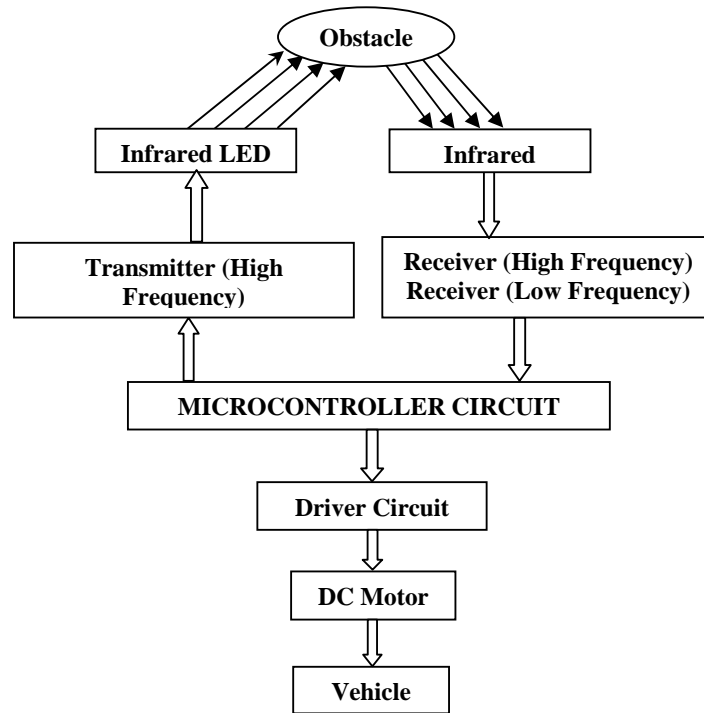 Obstacle
Infrared LED
Infrared
Transmitter (High
Frequency)
Receiver (High Frequency)
Receiver (Low Frequency)
MICROCONTROLLER CIRCUIT
Driver Circuit
DC Motor
Vehicle